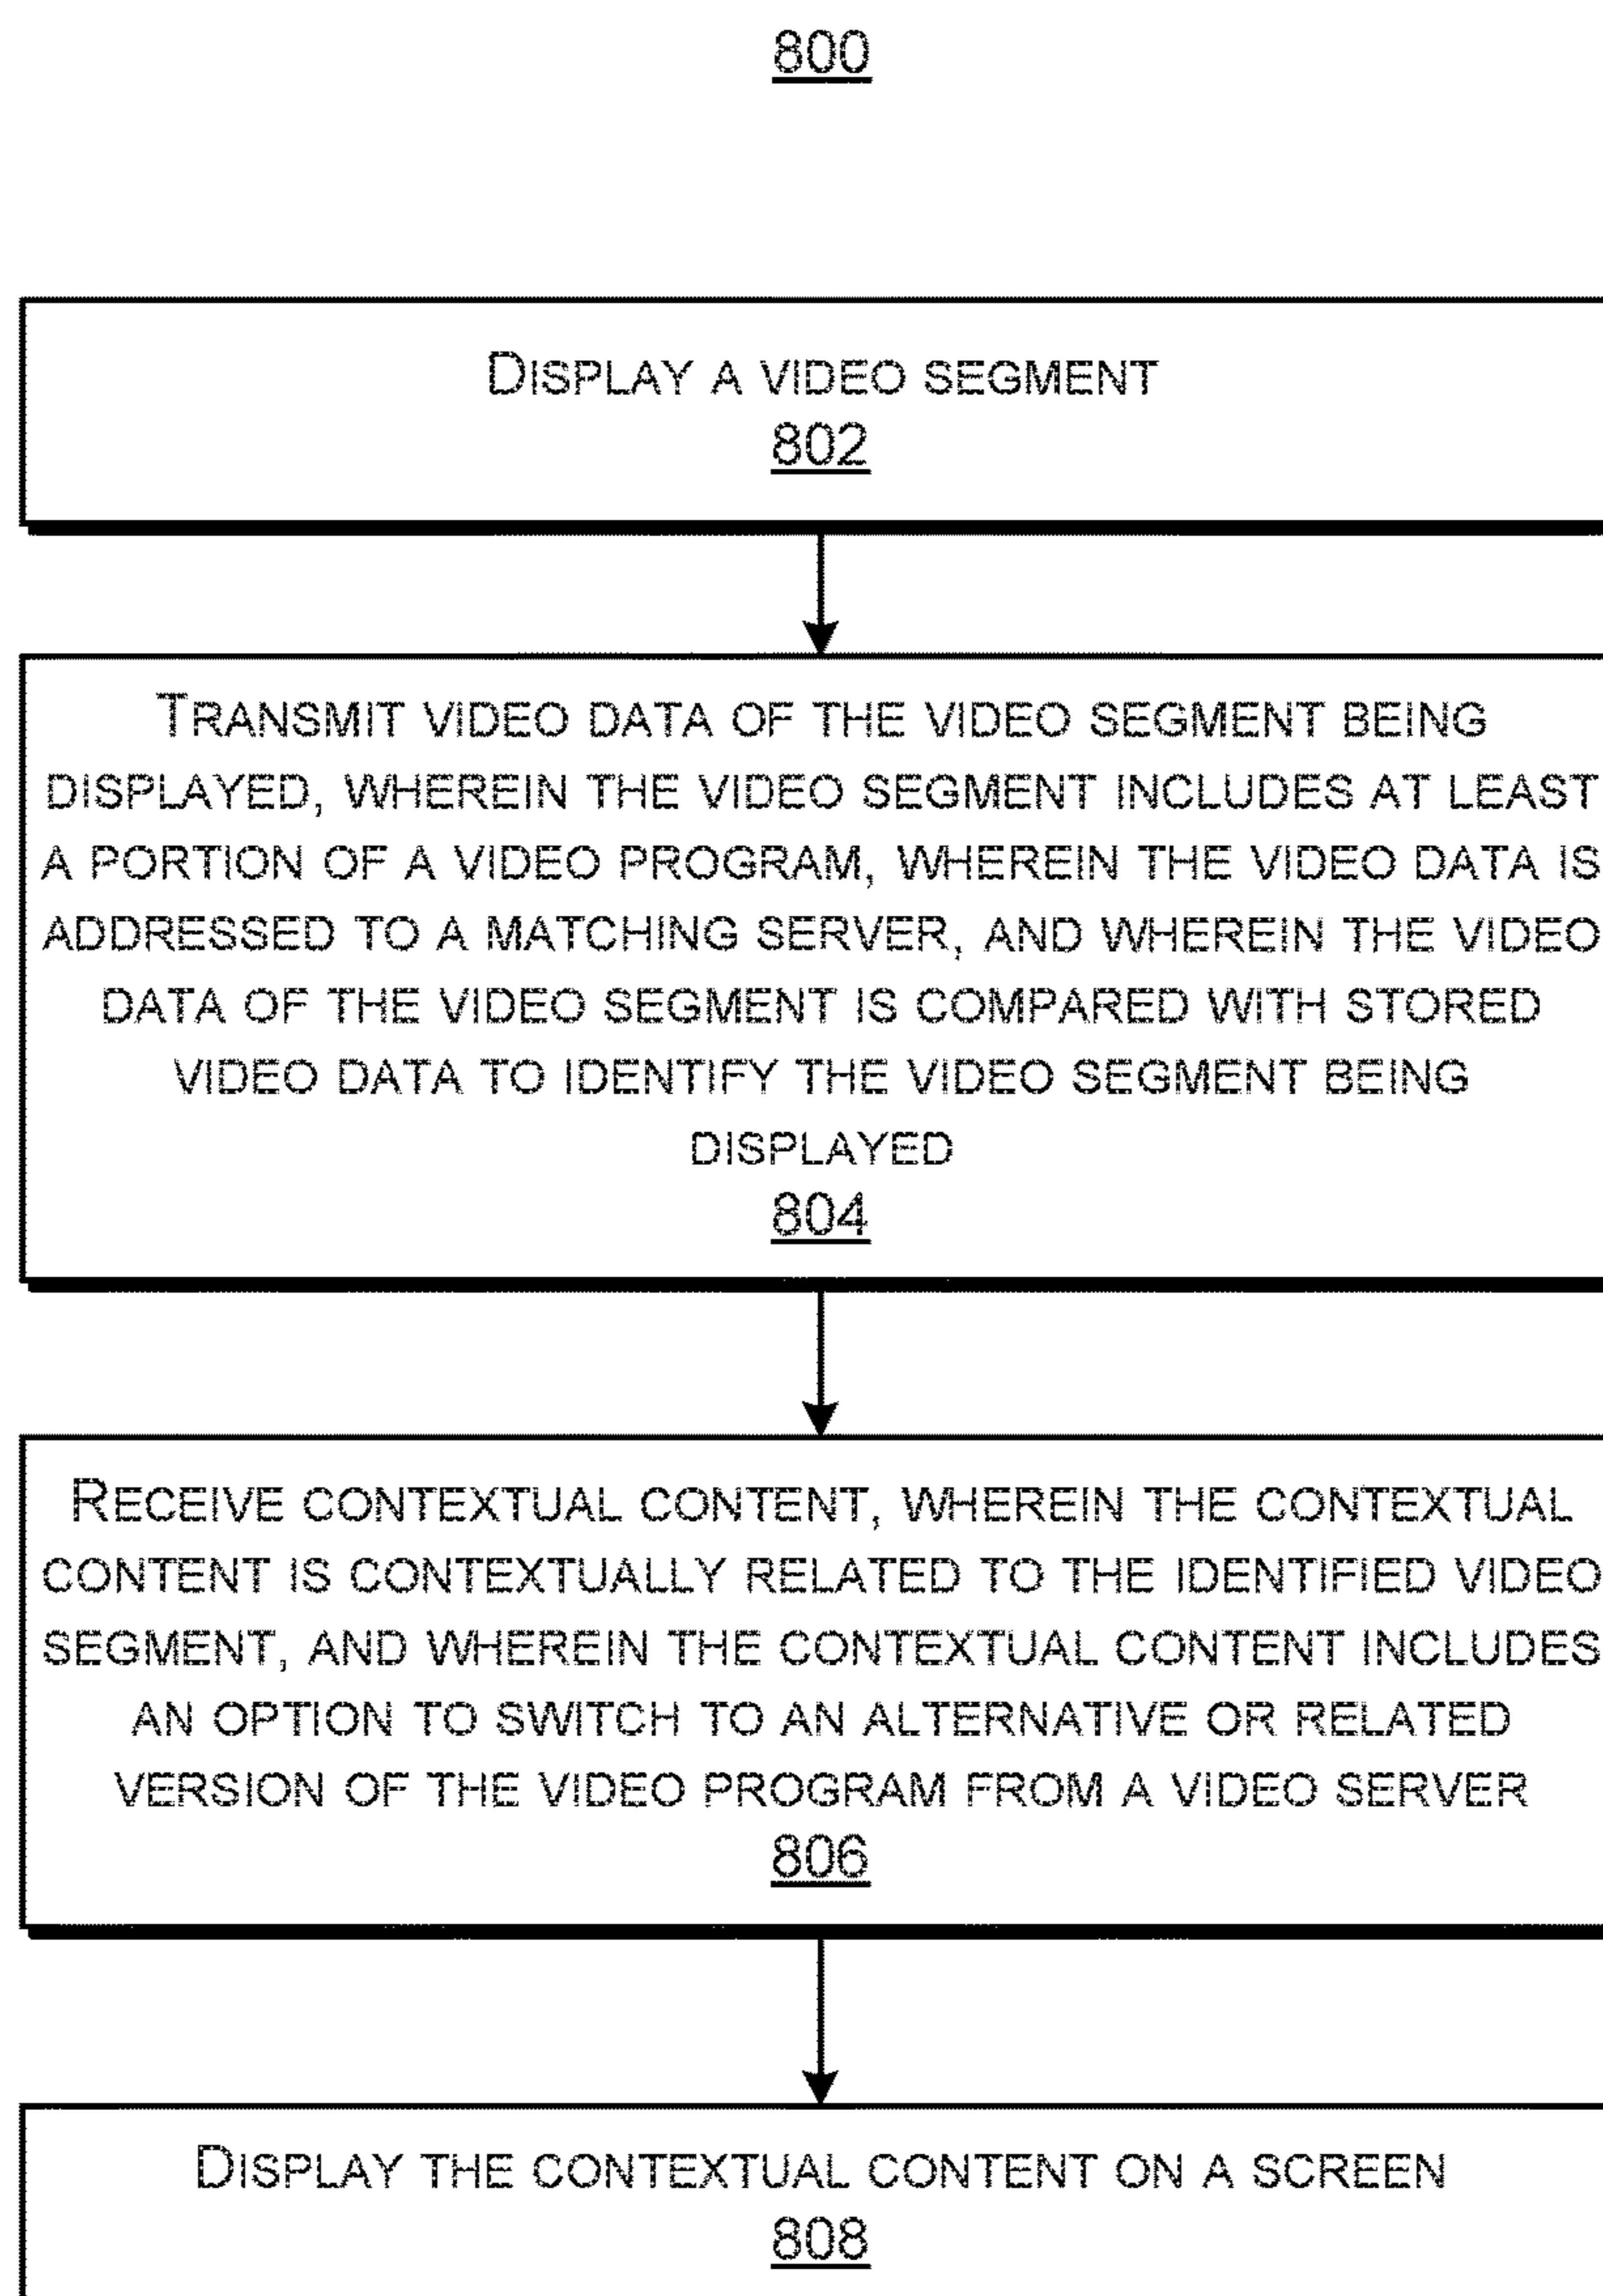 800
DISPLAY A VIDEO SEGMENT
802
TRANSMIT VIDEO DATA OF THE VIDEO SEGMENT BEING
DISPLAYED, WHEREIN THE VIDEO SEGMENT INCLUDES AT LEAST
A PORTION OF A VIDEO PROGRAM, WHEREIN THE VIDEO DATA IS
ADDRESSED TO A MATCHING SERVER, AND WHEREIN THE VIDEO
DATA OF THE VIDEO SEGMENT IS COMPARED WITH STORED
VIDEO DATA TO IDENTIFY THE VIDEO SEGMENT BEING
DISPLAYED
804
RECEIVE CONTEXTUAL CONTENT, WHEREIN THE CONTEXTUAL
CONTENT IS CONTEXTUALLY RELATED TO THE IDENTIFIED VIDEO
SEGMENT, AND WHEREIN THE CONTEXTUAL CONTENT INCLUDES
AN OPTION TO SWITCH TO AN ALTERNATIVE OR RELATED
VERSION OF THE VIDEO PROGRAM FROM A VIDEO SERVER
806
DISPLAY THE CONTEXTUAL CONTENT ON A SCREEN
808